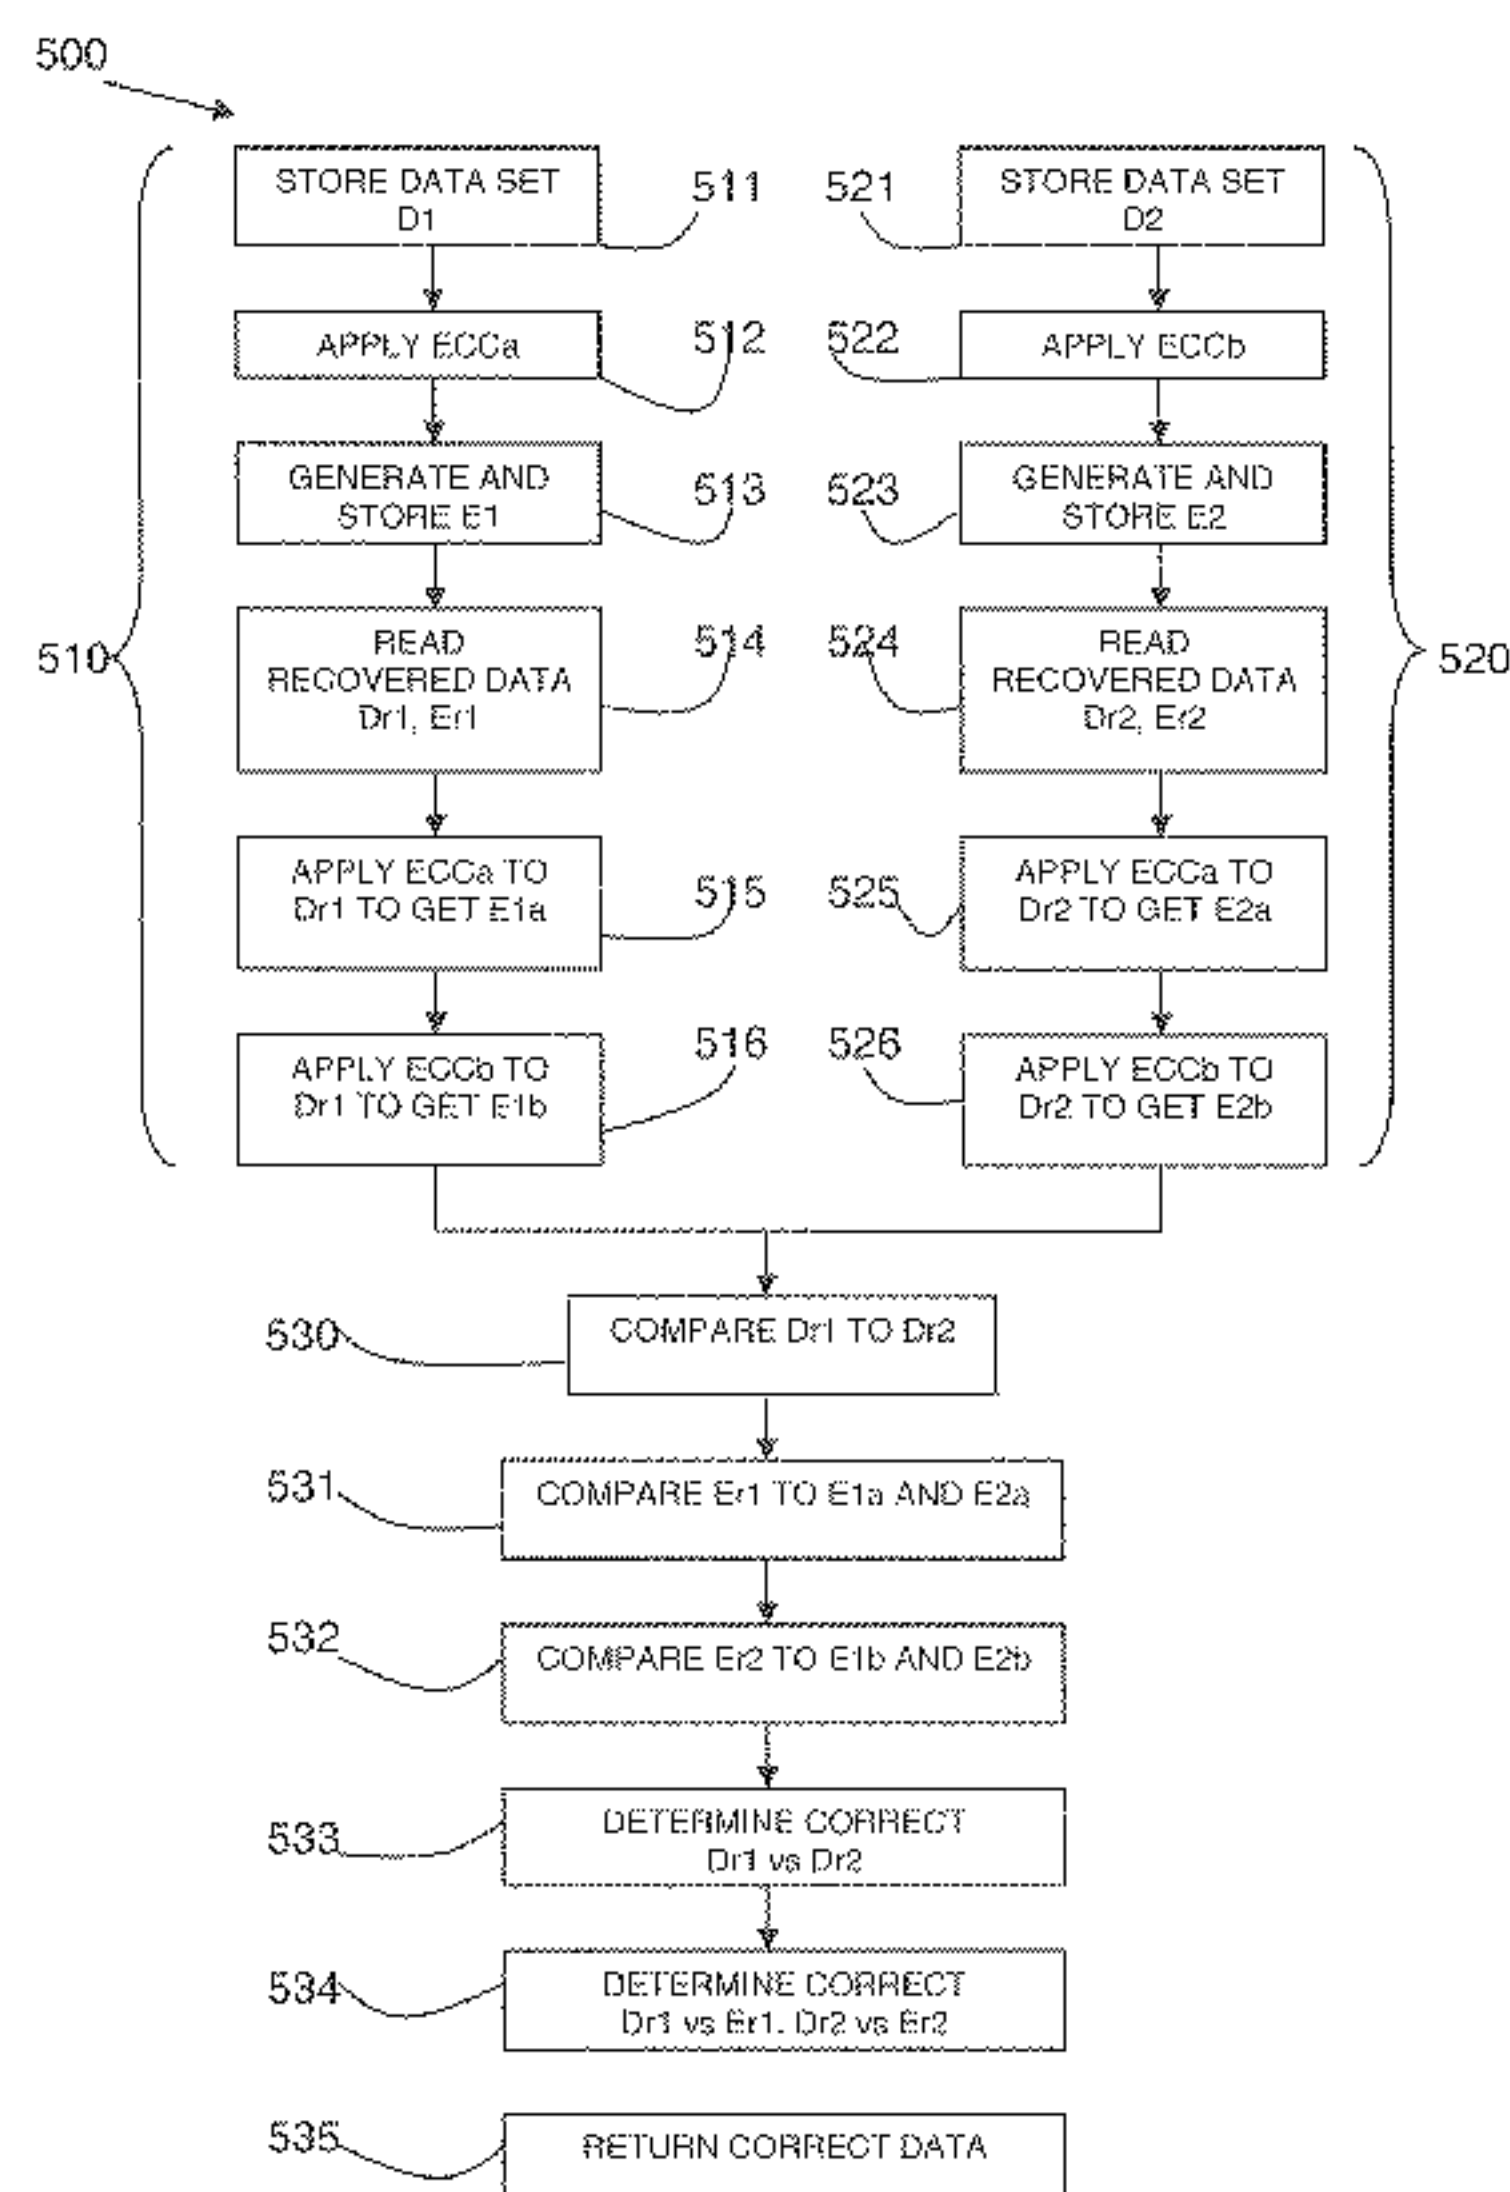 500
STORE DATA SET
D1
511
521
STORE DATA SET
D2
APPLY ECCa
512
522
APPLY ECCb
GENERATE AND
STORE E1
513
523
GENERATE AND
STORE E2
510
READ
RECOVERED DATA
Dr1, Er1
514
524
READ
RECOVERED DATA
Dr2, Er2
520
APPLY ECCa TO
Dr1 TO GET E1a
515
525
APPLY ECCa TO
Dr2 TO GET E2a
APPLY ECCb TO
Dr1 TO GET E1b
516
526
APPLY ECCb TO
Dr2 TO GET E2b
530
COMPARE Dr1 TO Dr2
531
COMPARE Er1 TO E1a AND E2a
532
COMPARE Er2 TO E1b AND E2b
533
DETERMINE CORRECT
Dr1 vs Dr2
534
DETERMINE CORRECT
Dr1 vs Er1. Dr2 vs Er2
535
RETURN CORRECT DATA